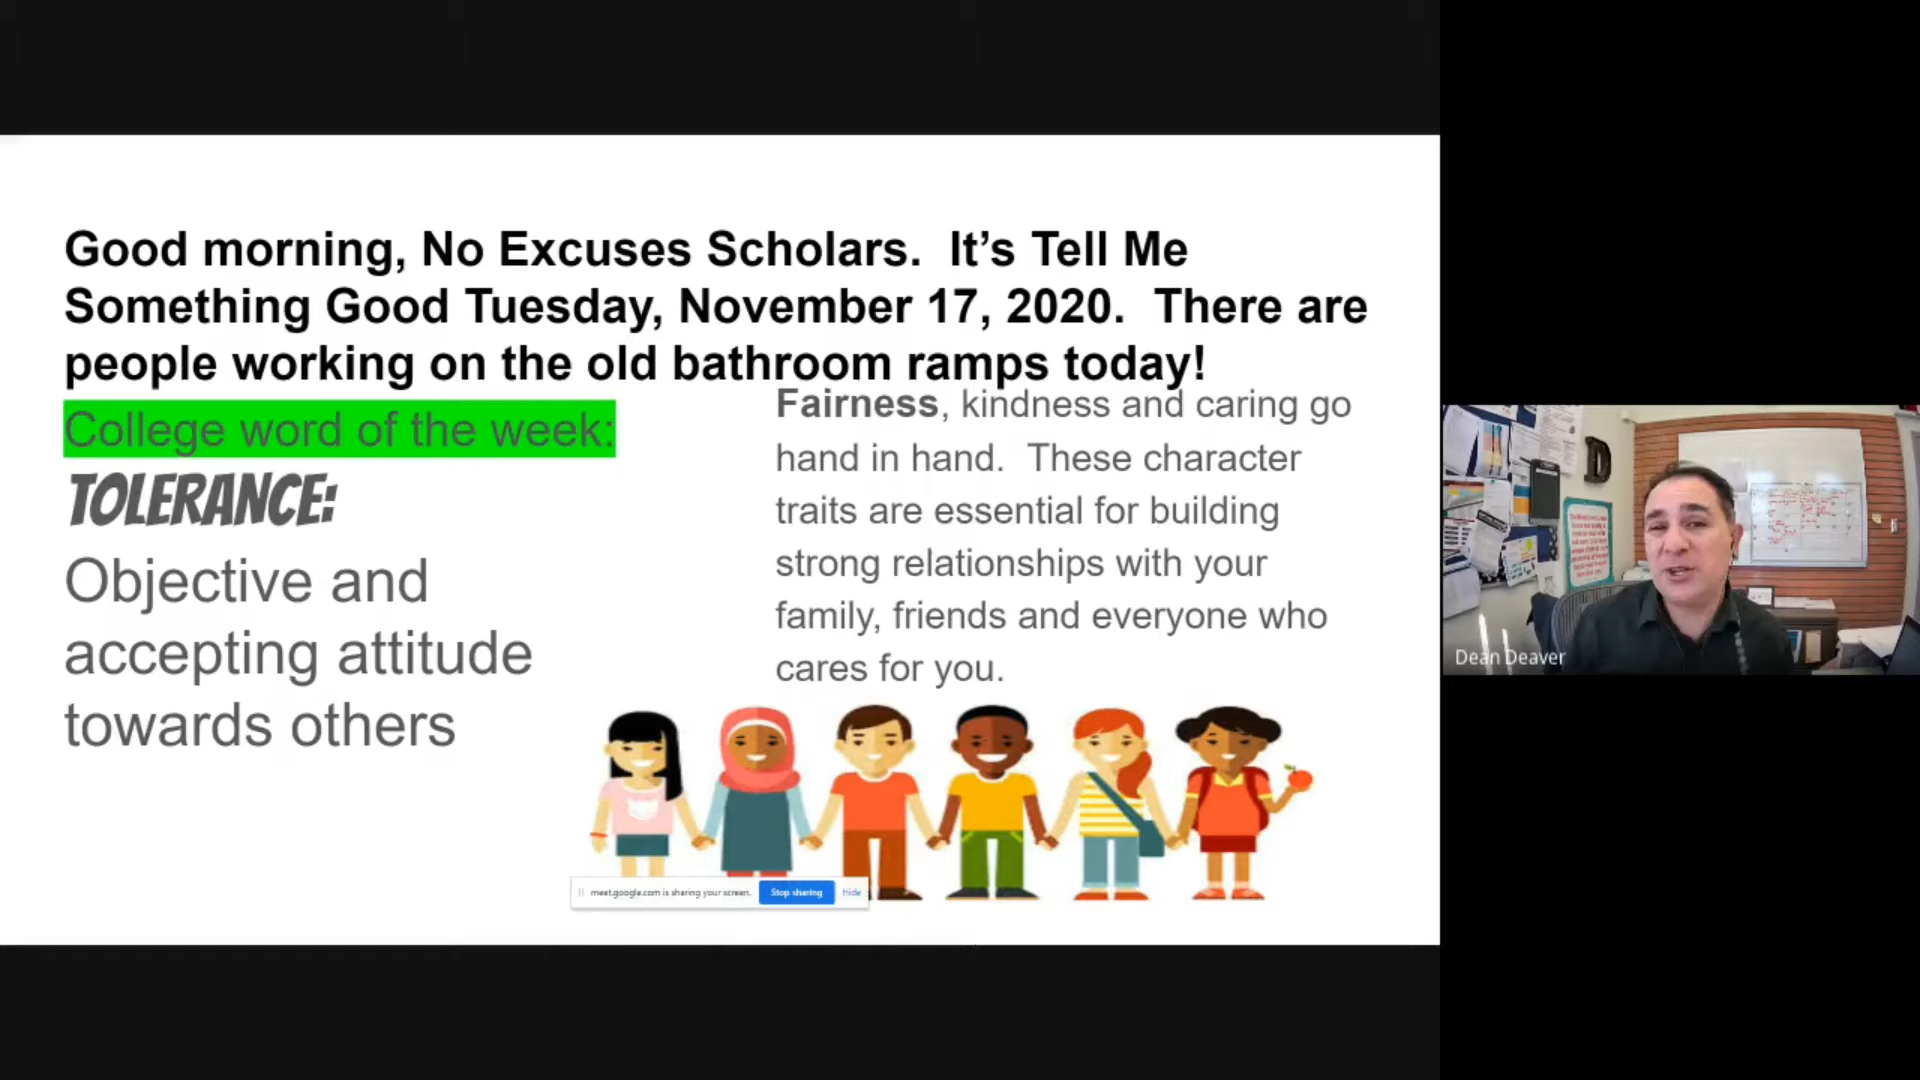 Good morning, No Excuses Scholars.  It’s Tell Me
Something Good Tuesday, November 17, 2020.  There are
people working on the old bathroom ramps today!
College word of the week:
TOLERANCE:
Objective and
accepting attitude
towards others
Fairness, kindness and caring go
hand in hand.  These character
traits are essential for building
strong relationships with your
family, friends and everyone who
cares for you.
meet.google.com is sharing your screen.
Stop sharing
Hide
D
Dean Deaver